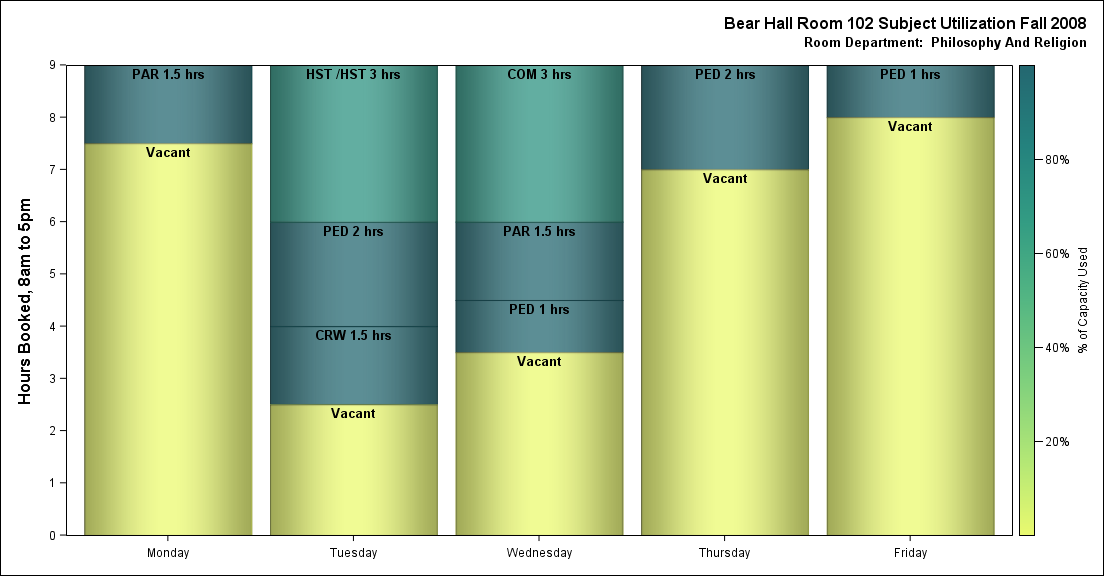 Bear Hall Room 102 Subject Utilization Fall 2008
Room Department:  Philosophy And Religion
Hours Booked, 8am to 5pm
9
8
7
6
5
4
3
2
1
0
PAR 1.5 hrs
Vacant
HST /HST 3 hrs
PED 2 hrs
CRW 1.5 hrs
Vacant
COM 3 hrs
PAR 1.5 hrs
PED 1 hrs
Vacant
PED 2 hrs
Vacant
PED 1 hrs
Vacant
Monday
Tuesday
Wednesday
Thursday
Friday
80%
60%
40%
20%
% of Capacity Used